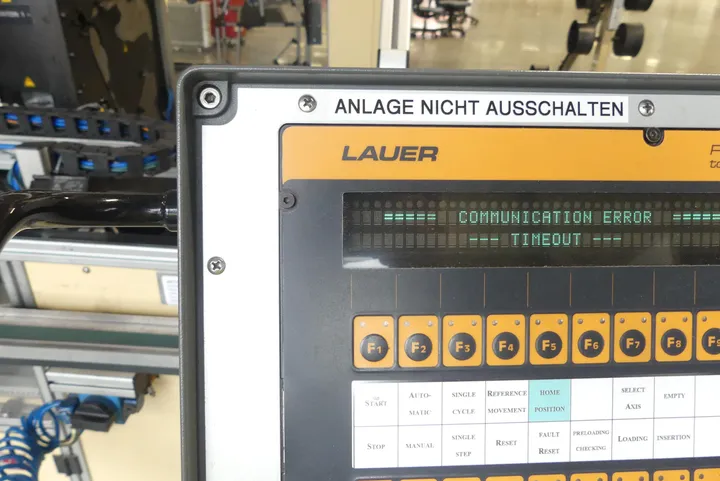 ANLAGE NICHT AUSSCHALTEN
LAUER
===== COMMUNICATION ERROR =====
--- TIMEOUT ---
F1 F2 F3 F4 F5 F6 F7 F8 F9
START
AUTO-
MATIC
SINGLE
CYCLE
REFERENCE
MOVEMENT
HOME
POSITION
SELECT
AXIS
EMPTY
STOP
MANUAL
SINGLE
STEP
RESET
FAULT
RESET
PRELOADING
CHECKING
LOADING
INSERTION